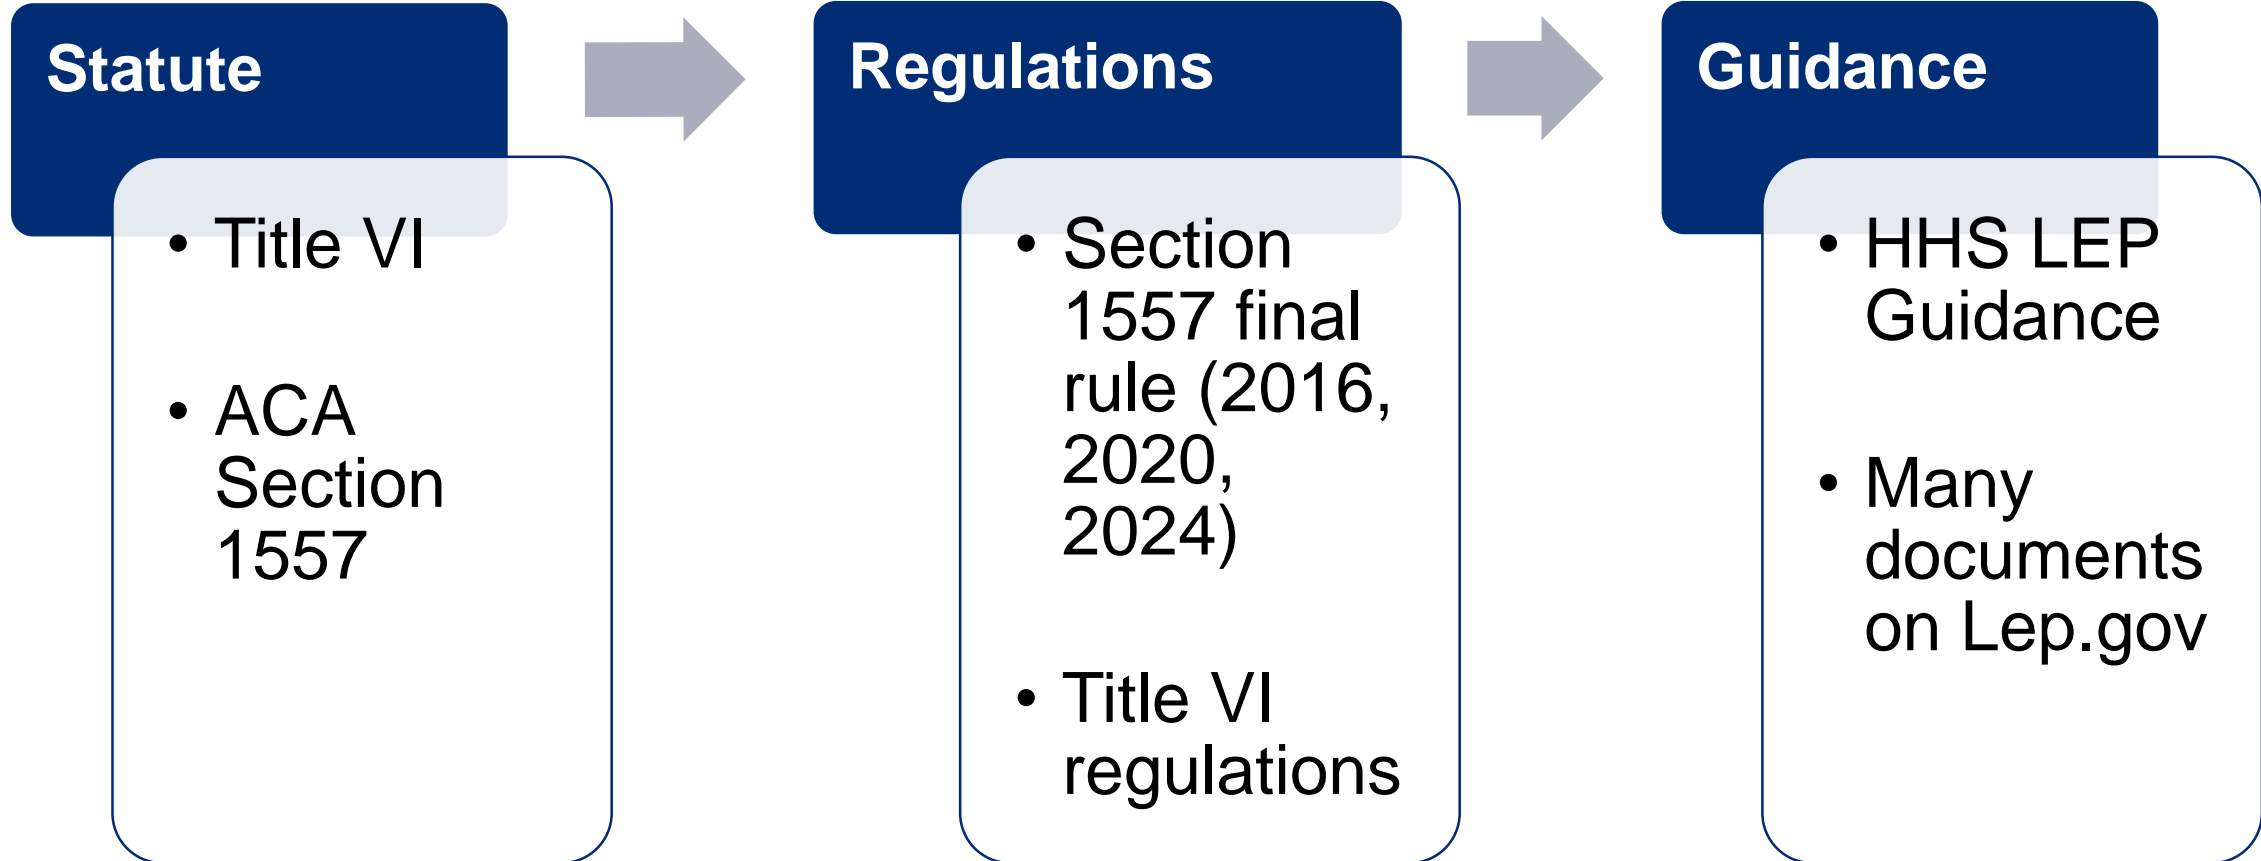 Statute
• Title VI
• ACA
Section
1557
Regulations
• Section
1557 final
rule (2016,
2020,
2024)
• Title VI
regulations
Guidance
• HHS LEP
Guidance
• Many
documents
on Lep.gov